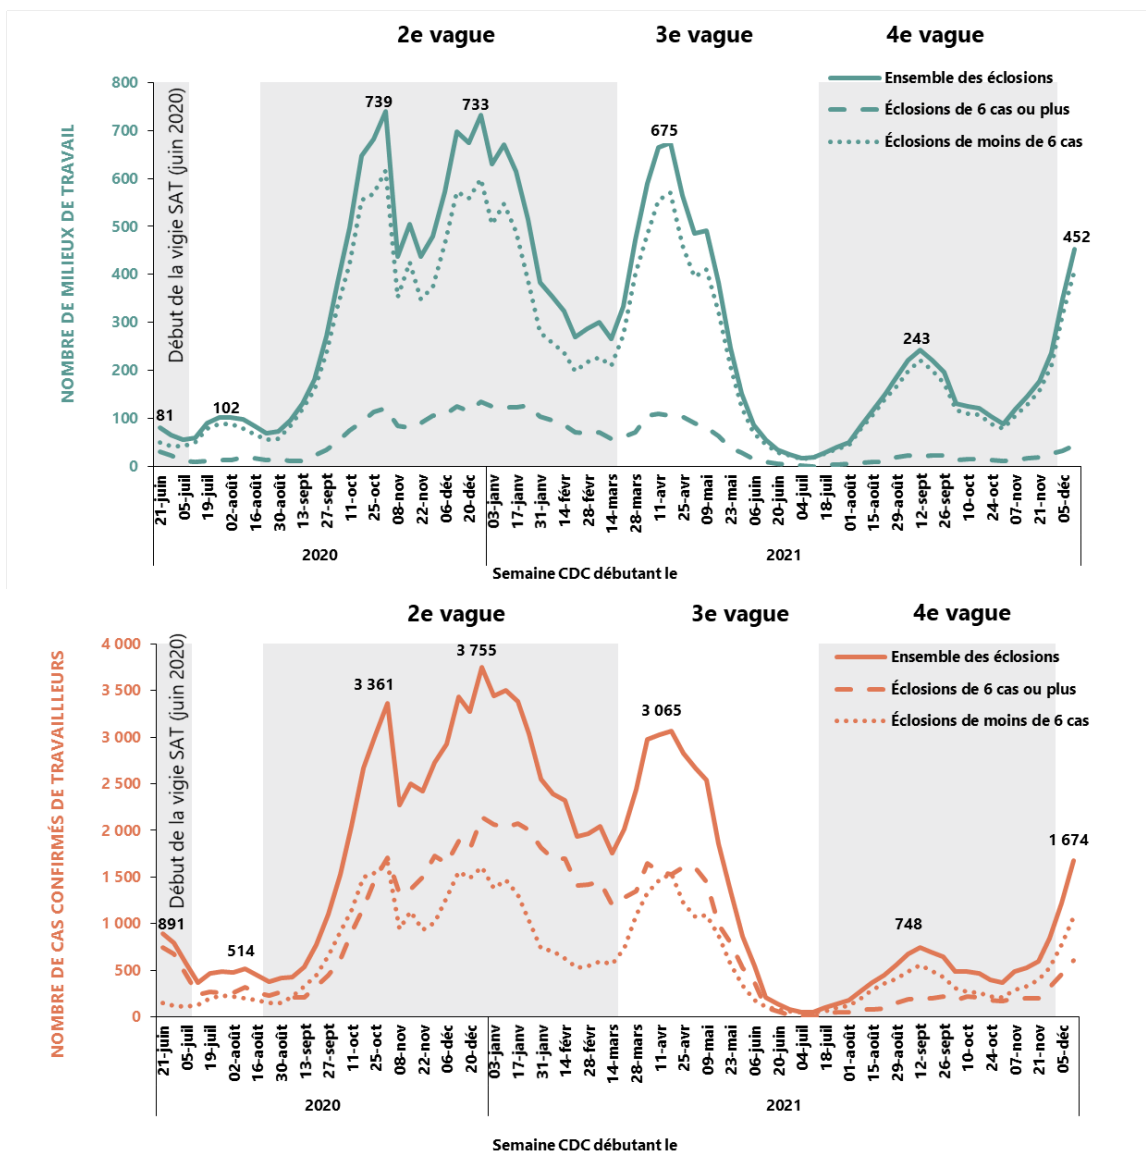 2e vague 3e vague 4e vague
NOMBRE DE MILIEUX DE TRAVAIL
800
700
600
500
400
300
200
100
0
Début de la vigie SAT (juin 2020)
Ensemble des éclosions
Éclosions de 6 cas ou plus
Éclosions de moins de 6 cas
81 102 739 733 675 243 452
21-juin 05-juil 19-juil 02-août 16-août 30-août 13-sept 27-sept 11-oct 25-oct 08-nov 22-nov 06-déc 20-déc 03-janv 17-janv 31-janv 14-févr 28-févr 14-mars 28-mars 11-avr 25-avr 09-mai 23-mai 06-juin 20-juin 04-juil 18-juil 01-août 15-août 29-août 12-sept 26-sept 10-oct 24-oct 07-nov 21-nov 05-déc
2020 2021
Semaine CDC débutant le
2e vague 3e vague 4e vague
NOMBRE DE CAS CONFIRMÉS DE TRAVAILLLEURS
4 000
3 500
3 000
2 500
2 000
1 500
1 000
500
0
Début de la vigie SAT (juin 2020)
Ensemble des éclosions
Éclosions de 6 cas ou plus
Éclosions de moins de 6 cas
891 514 3 361 3 755 3 065 748 1 674
21-juin 05-juil 19-juil 02-août 16-août 30-août 13-sept 27-sept 11-oct 25-oct 08-nov 22-nov 06-déc 20-déc 03-janv 17-janv 31-janv 14-févr 28-févr 14-mars 28-mars 11-avr 25-avr 09-mai 23-mai 06-juin 20-juin 04-juil 18-juil 01-août 15-août 29-août 12-sept 26-sept 10-oct 24-oct 07-nov 21-nov 05-déc
2020 2021
Semaine CDC débutant le